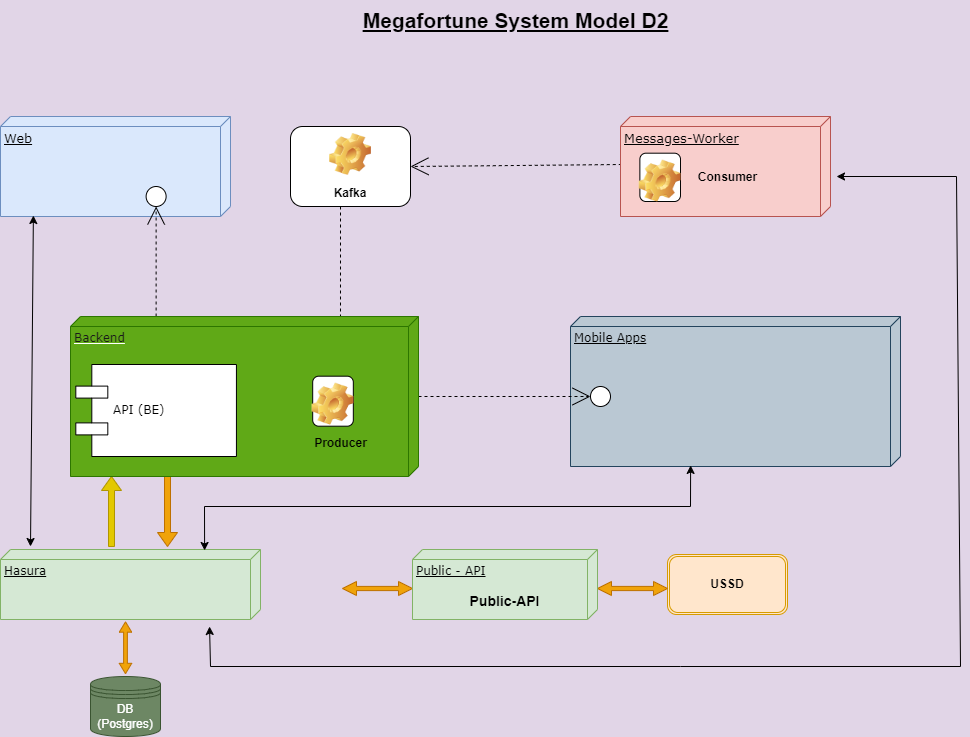 Megafortune System Model D2
Web
Kafka
Messages-Worker
Consumer
Backend
API (BE)
Producer
Mobile Apps
Hasura
Public - API
Public-API
USSD
DB
(Postgres)